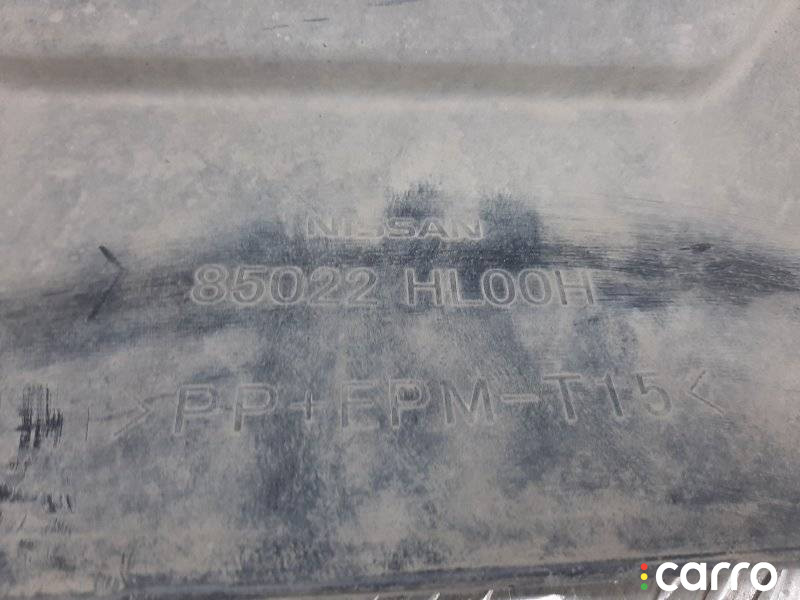 NISSAN
85022 HL00H
>PP+EPM-T15<
carro